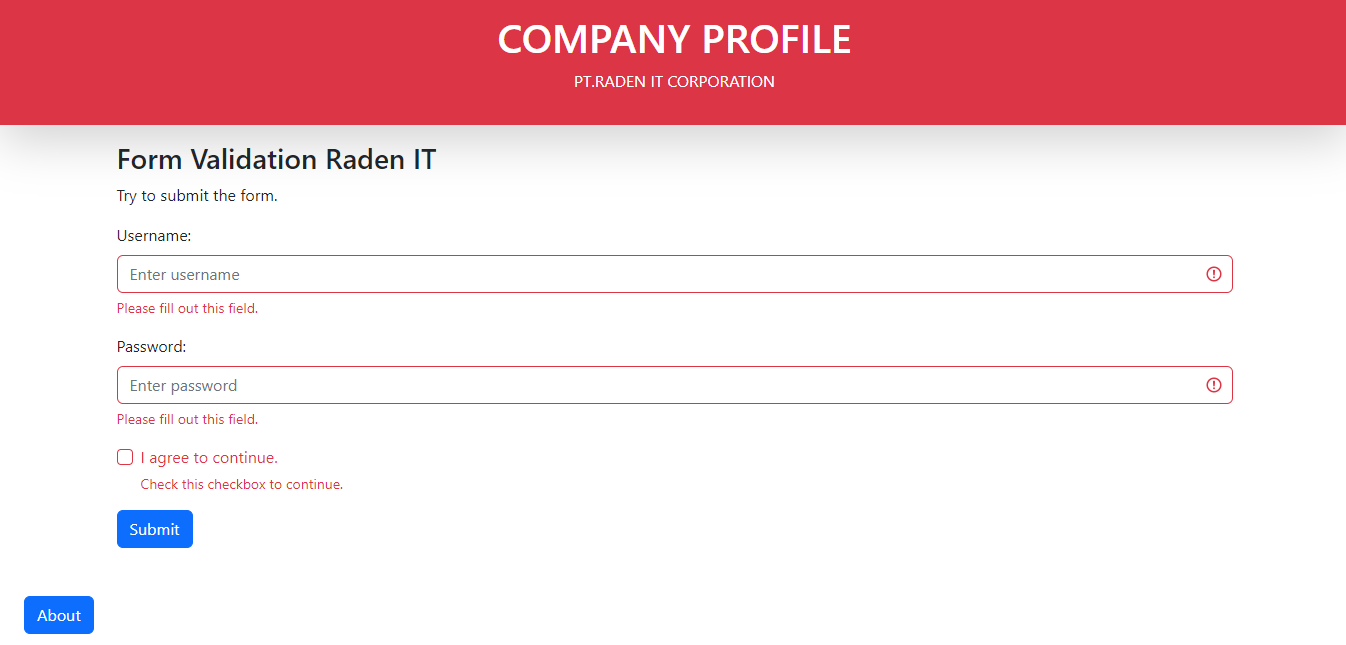 COMPANY PROFILE
PT.RADEN IT CORPORATION
Form Validation Raden IT
Try to submit the form.
Username:
Enter username
Please fill out this field.
Password:
Enter password
Please fill out this field.
I agree to continue.
Check this checkbox to continue.
Submit
About